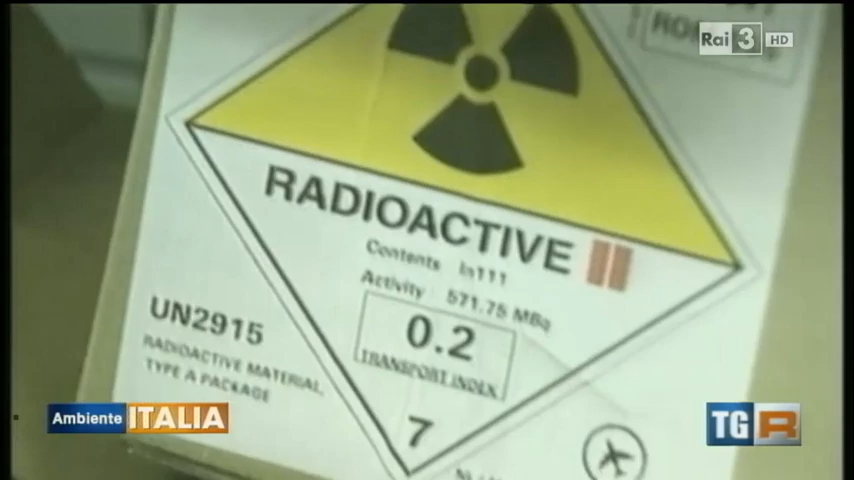 Rai 3 HD
RADIOACTIVE II
Contents In111
Activity 571.75 MBq
0.2
TRANSPORT INDEX
7
UN2915
RADIOACTIVE MATERIAL,
TYPE A PACKAGE
Ambiente ITALIA
TGR